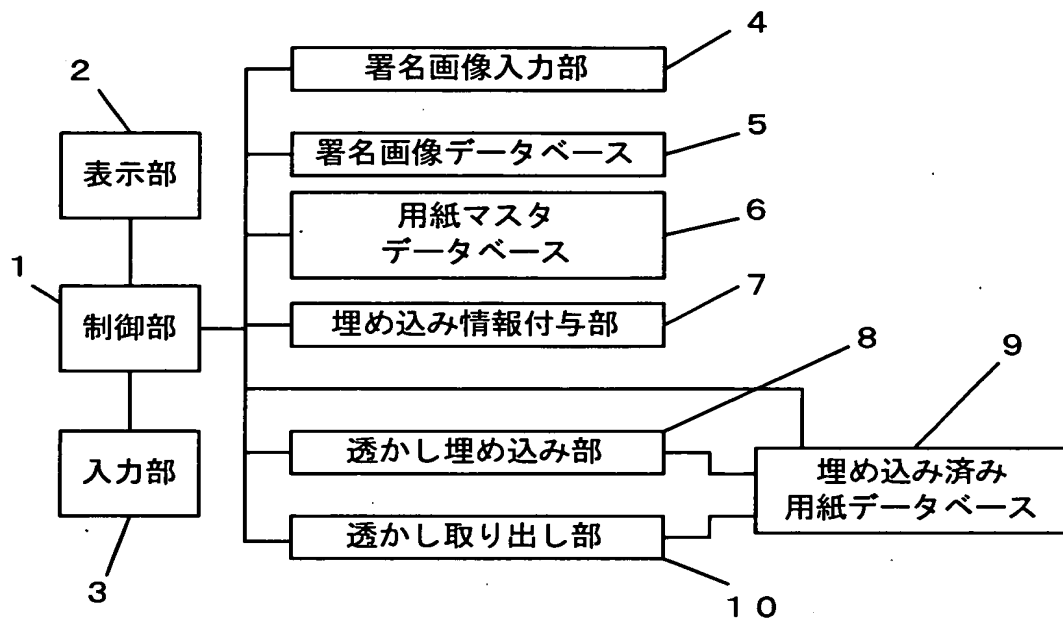 4
署名画像入力部
2
5
署名画像データベース
表示部
6
用紙マスタ
データベース
1
7
制御部
埋め込み情報付与部
8
9
透かし埋め込み部
入力部
埋め込み済み
用紙データベース
透かし取り出し部
3
10